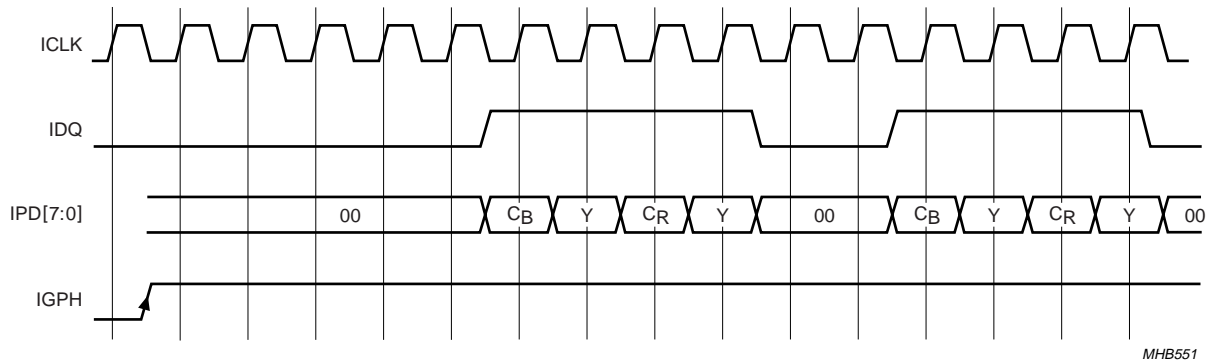 ICLK
IDQ
IPD[7:0] 00 CB Y CR Y 00 CB Y CR Y 00
IGPH
MHB551